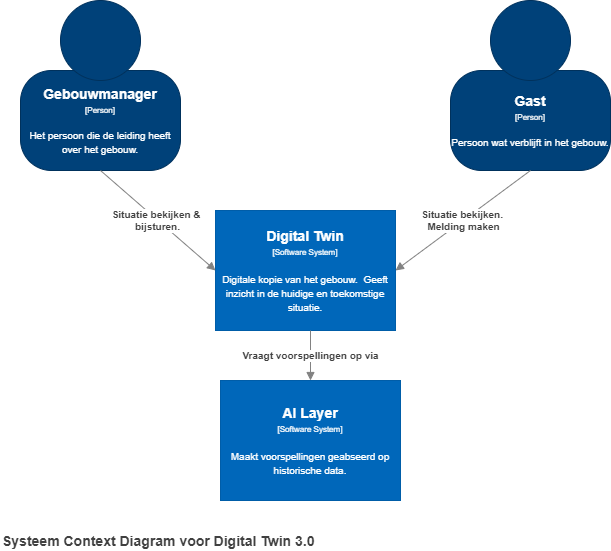 Gebouwmanager
[Person]
Het persoon die de leiding heeft
over het gebouw.
Gast
[Person]
Persoon wat verblijft in het gebouw.
Situatie bekijken &
bijsturen.
Situatie bekijken.
Melding maken
Digital Twin
[Software System]
Digitale kopie van het gebouw. Geeft
inzicht in de huidige en toekomstige
situatie.
Vraagt voorspellingen op via
AI Layer
[Software System]
Maakt voorspellingen geabseerd op
historische data.
Systeem Context Diagram voor Digital Twin 3.0